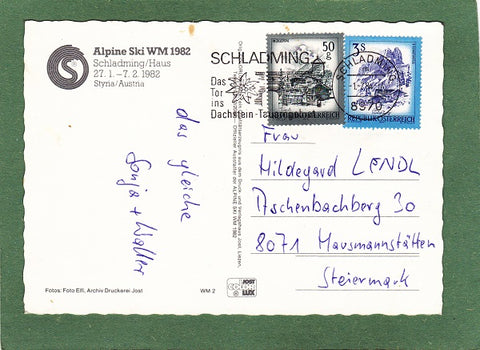 Alpine Ski WM 1982
Schladming/Haus
27. 1. – 7. 2. 1982
Styria/Austria
SCHLADMING
Das
Tor
ins
Dachstein-Tauerngebiet
50
g
3 S
REPUBLIK ÖSTERREICH
SCHLADMING
8970
das gleiche
Sonja + Walter
Frau
Hildegard LENDL
Aschenbachberg 30
8071 Hausmannstätten
Steiermark
Fotos: Foto Eifl, Archiv Druckerei Jost
WM 2
JOST
COLOR
LUX